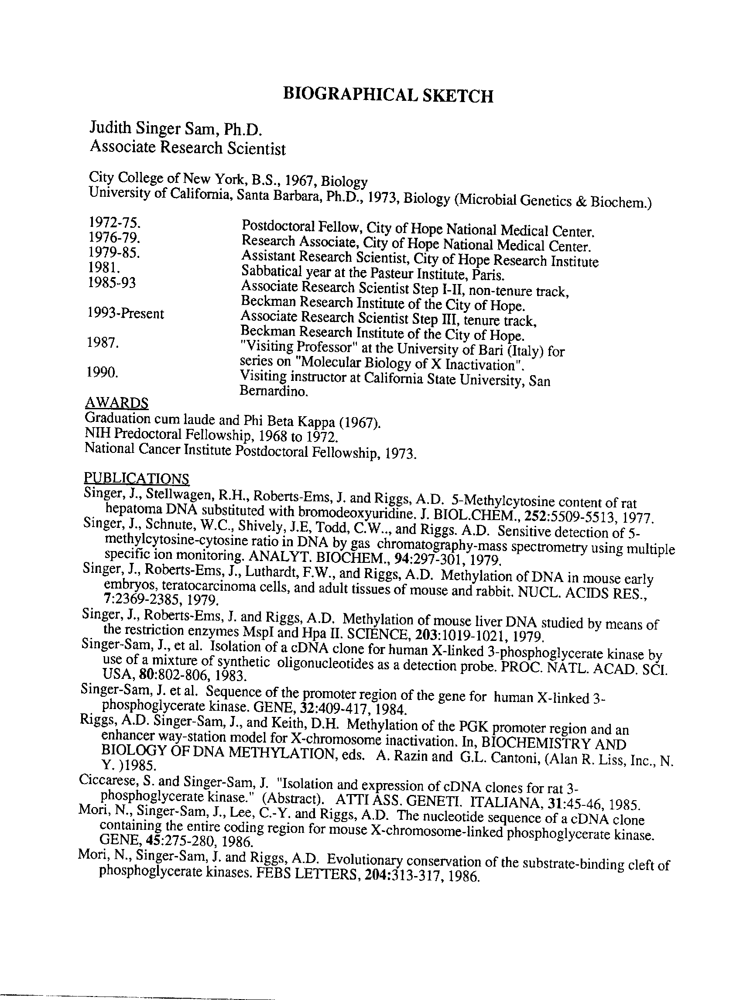 BIOGRAPHICAL SKETCH
Judith Singer Sam, Ph.D.
Associate Research Scientist
City College of New York, B.S., 1967, Biology
University of California, Santa Barbara, Ph.D., 1973, Biology (Microbial Genetics & Biochem.)
1972-75. Postdoctoral Fellow, City of Hope National Medical Center.
1976-79. Research Associate, City of Hope National Medical Center.
1979-85. Assistant Research Scientist, City of Hope Research Institute
1981. Sabbatical year at the Pasteur Institute, Paris.
1985-93 Associate Research Scientist Step I-II, non-tenure track,
Beckman Research Institute of the City of Hope.
1993-Present Associate Research Scientist Step III, tenure track,
Beckman Research Institute of the City of Hope.
1987. "Visiting Professor" at the University of Bari (Italy) for
series on "Molecular Biology of X Inactivation".
1990. Visiting instructor at California State University, San
Bernardino.
AWARDS
Graduation cum laude and Phi Beta Kappa (1967).
NIH Predoctoral Fellowship, 1968 to 1972.
National Cancer Institute Postdoctoral Fellowship, 1973.
PUBLICATIONS
Singer, J., Stellwagen, R.H., Roberts-Ems, J. and Riggs, A.D. 5-Methylcytosine content of rat
hepatoma DNA substituted with bromodeoxyuridine. J. BIOL.CHEM., 252:5509-5513, 1977.
Singer, J., Schnute, W.C., Shively, J.E, Todd, C.W.., and Riggs. A.D. Sensitive detection of 5-
methylcytosine-cytosine ratio in DNA by gas chromatography-mass spectrometry using multiple
specific ion monitoring. ANALYT. BIOCHEM., 94:297-301, 1979.
Singer, J., Roberts-Ems, J., Luthardt, F.W., and Riggs, A.D. Methylation of DNA in mouse early
embryos, teratocarcinoma cells, and adult tissues of mouse and rabbit. NUCL. ACIDS RES.,
7:2369-2385, 1979.
Singer, J., Roberts-Ems, J. and Riggs, A.D. Methylation of mouse liver DNA studied by means of
the restriction enzymes MspI and Hpa II. SCIENCE, 203:1019-1021, 1979.
Singer-Sam, J., et al. Isolation of a cDNA clone for human X-linked 3-phosphoglycerate kinase by
use of a mixture of synthetic oligonucleotides as a detection probe. PROC. NATL. ACAD. SCI.
USA, 80:802-806, 1983.
Singer-Sam, J. et al. Sequence of the promoter region of the gene for human X-linked 3-
phosphoglycerate kinase. GENE, 32:409-417, 1984.
Riggs, A.D. Singer-Sam, J., and Keith, D.H. Methylation of the PGK promoter region and an
enhancer way-station model for X-chromosome inactivation. In, BIOCHEMISTRY AND
BIOLOGY OF DNA METHYLATION, eds. A. Razin and G.L. Cantoni, (Alan R. Liss, Inc., N.
Y. )1985.
Ciccarese, S. and Singer-Sam, J. "Isolation and expression of cDNA clones for rat 3-
phosphoglycerate kinase." (Abstract). ATTI ASS. GENETI. ITALIANA, 31:45-46, 1985.
Mori, N., Singer-Sam, J., Lee, C.-Y. and Riggs, A.D. The nucleotide sequence of a cDNA clone
containing the entire coding region for mouse X-chromosome-linked phosphoglycerate kinase.
GENE, 45:275-280, 1986.
Mori, N., Singer-Sam, J. and Riggs, A.D. Evolutionary conservation of the substrate-binding cleft of
phosphoglycerate kinases. FEBS LETTERS, 204:313-317, 1986.